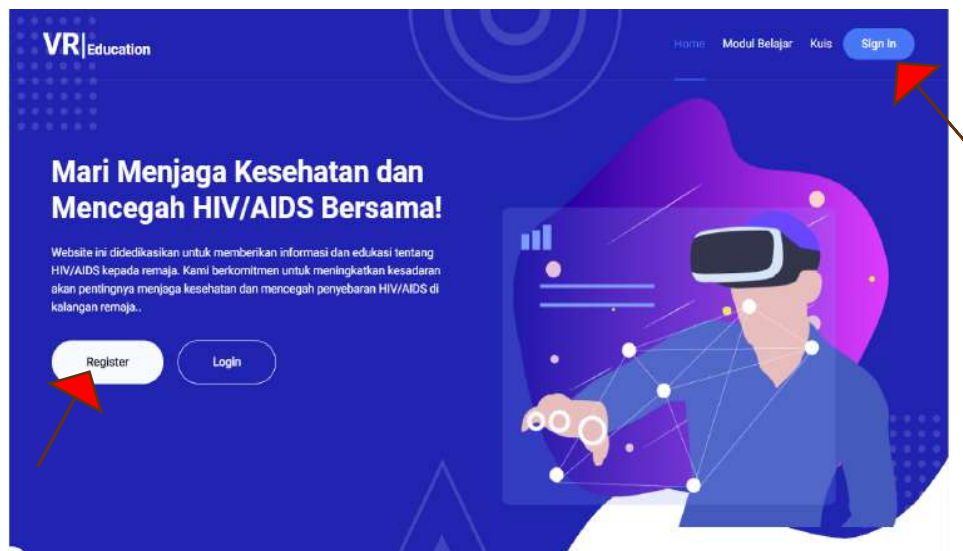 VR|Education
Home Modul Belajar Kuis Sign In
Mari Menjaga Kesehatan dan
Mencegah HIV/AIDS Bersama!
Website ini didedikasikan untuk memberikan informasi dan edukasi tentang
HIV/AIDS kepada remaja. Kami berkomitmen untuk meningkatkan kesadaran
akan pentingnya menjaga kesehatan dan mencegah penyebaran HIV/AIDS di
kalangan remaja..
Register Login